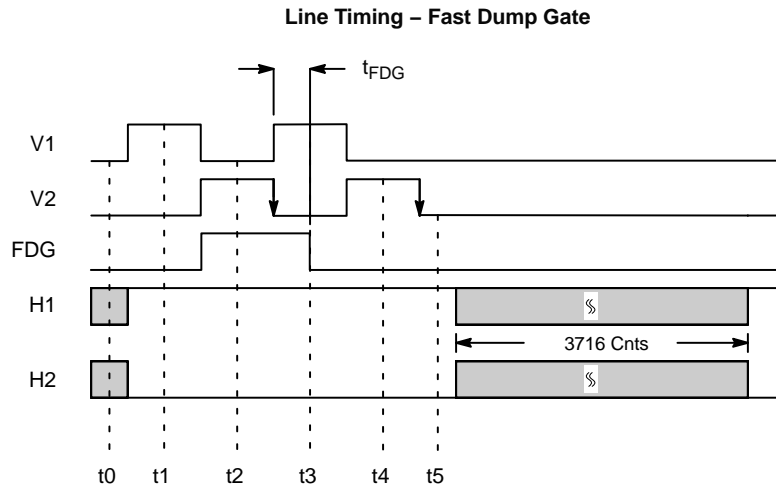 Line Timing – Fast Dump Gate
tFDG
V1
V2
FDG
H1
3716 Cnts
H2
t0 t1 t2 t3 t4 t5